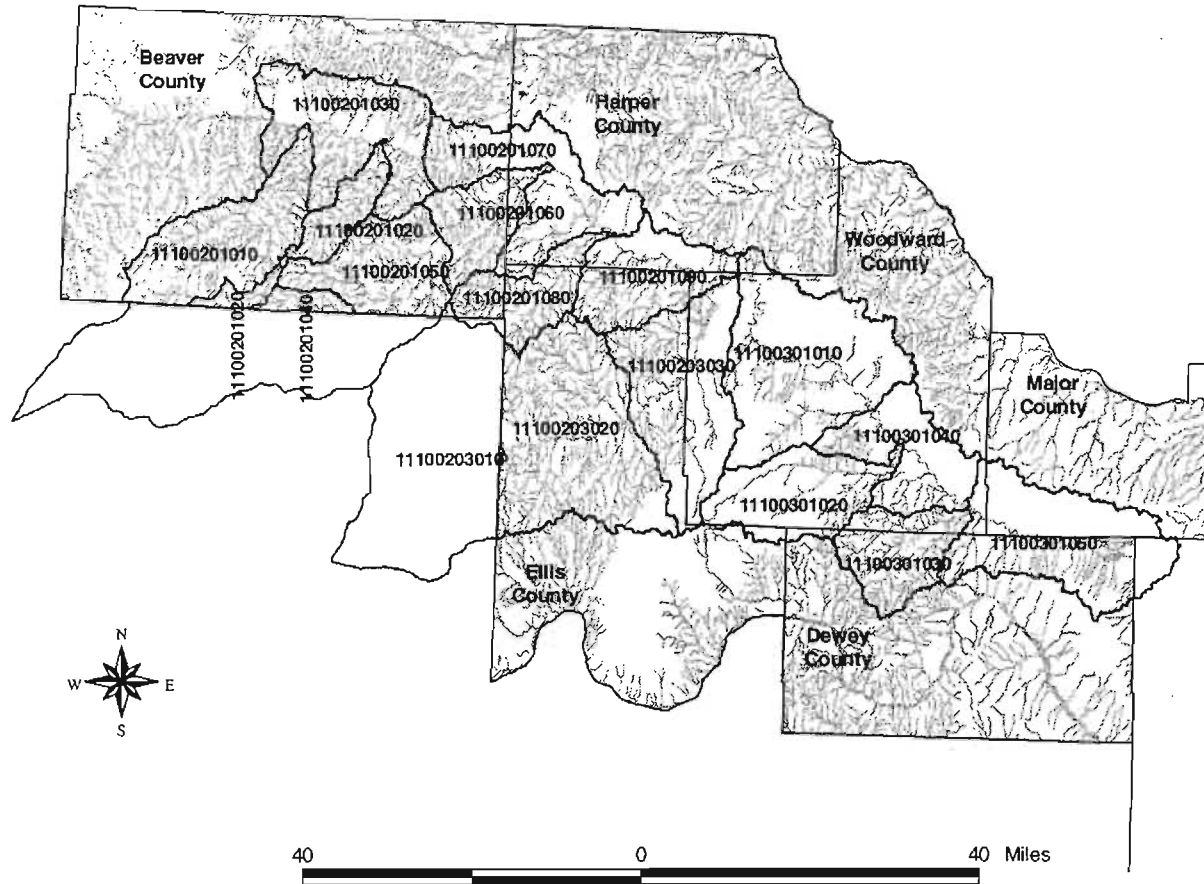 Beaver
County
11100201030
Harper
County
11100201070
11100201060
Woodward
County
11100201020
11100201010
11100201050
11100201090
11100201080
11100201020
11100201040
11100301010
11100203030
Major
County
11100203020
11100301040
11100203010
11100301020
11100301050
11100301030
Ellis
County
Dewey
County
N
W
E
S
40
0
40 Miles